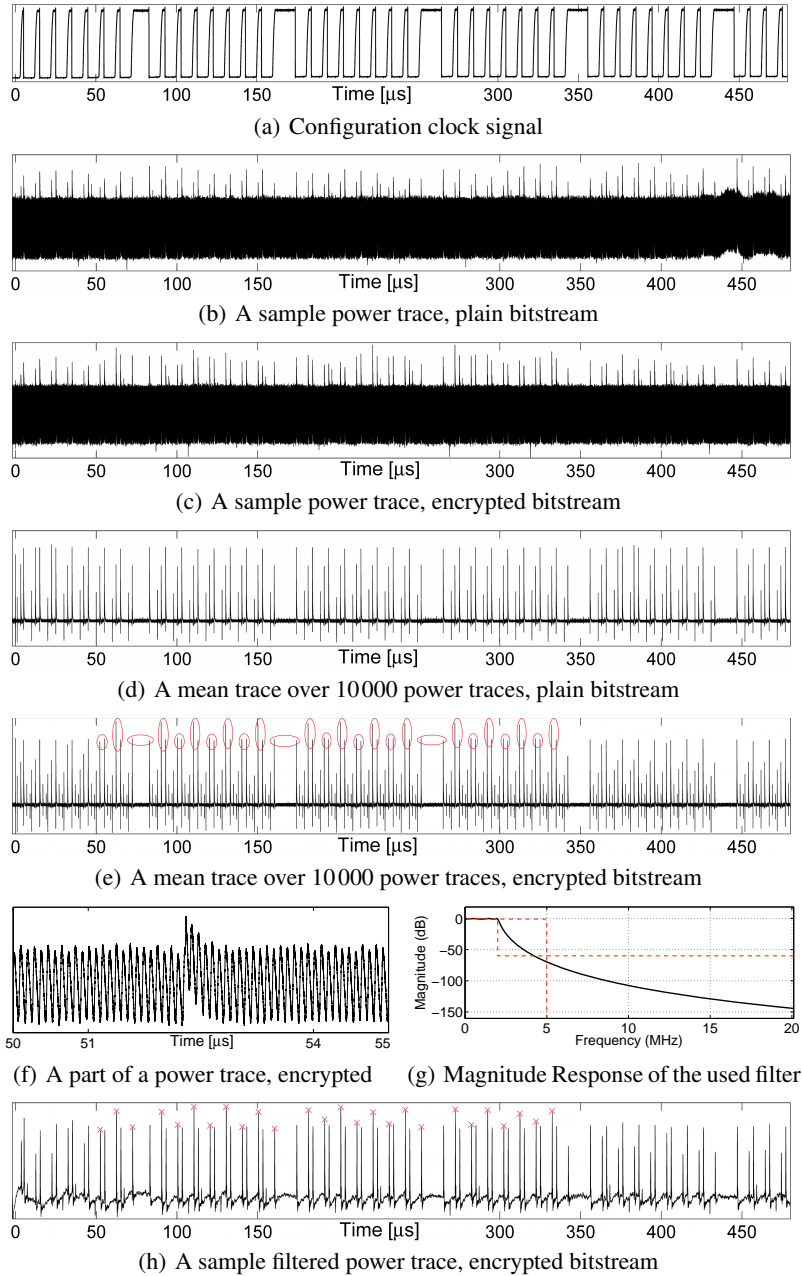 0 50 100 150 Time [μs] 300 350 400 450
(a) Configuration clock signal
0 50 100 150 Time [μs] 300 350 400 450
(b) A sample power trace, plain bitstream
0 50 100 150 Time [μs] 300 350 400 450
(c) A sample power trace, encrypted bitstream
0 50 100 150 Time [μs] 300 350 400 450
(d) A mean trace over 10 000 power traces, plain bitstream
0 50 100 150 Time [μs] 300 350 400 450
(e) A mean trace over 10 000 power traces, encrypted bitstream
50 51 Time [μs] 54 55
(f) A part of a power trace, encrypted
Magnitude (dB)
0
−50
−100
−150
0 5 10 15 20
Frequency (MHz)
(g) Magnitude Response of the used filter
0 50 100 150 Time [μs] 300 350 400 450
(h) A sample filtered power trace, encrypted bitstream